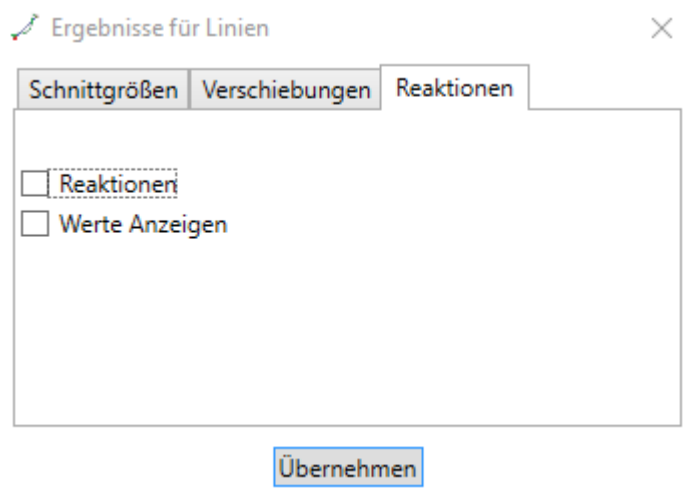 Ergebnisse für Linien
Schnittgrößen Verschiebungen Reaktionen
Reaktionen
Werte Anzeigen
Übernehmen